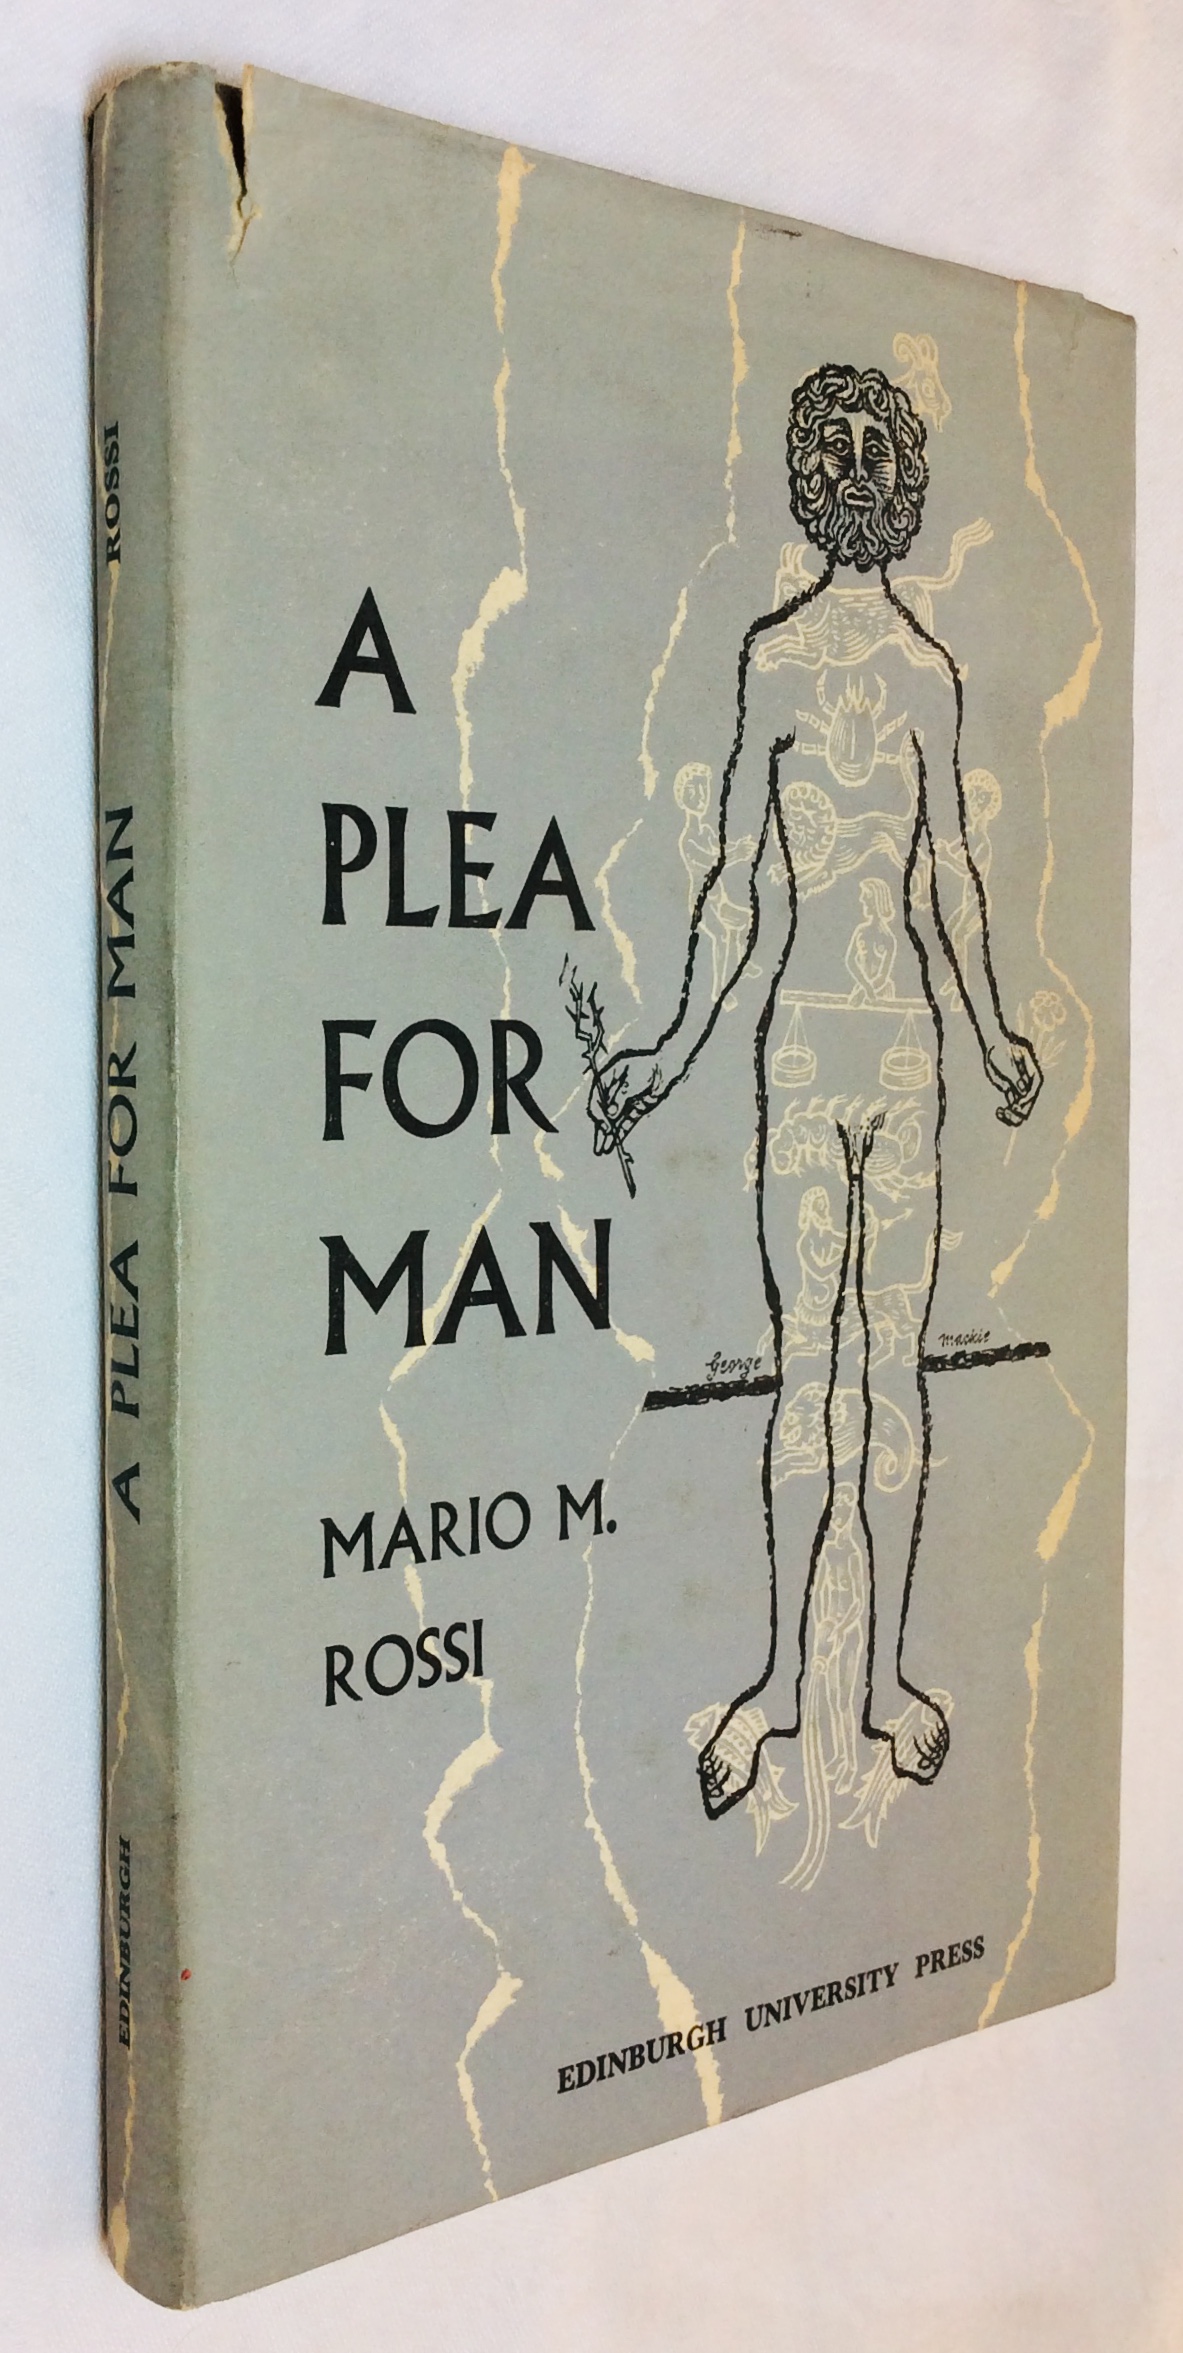 A
PLEA
FOR
MAN
MARIO M.
ROSSI
George
mackie
EDINBURGH UNIVERSITY PRESS
EDINBURGH A PLEA FOR MAN ROSSI